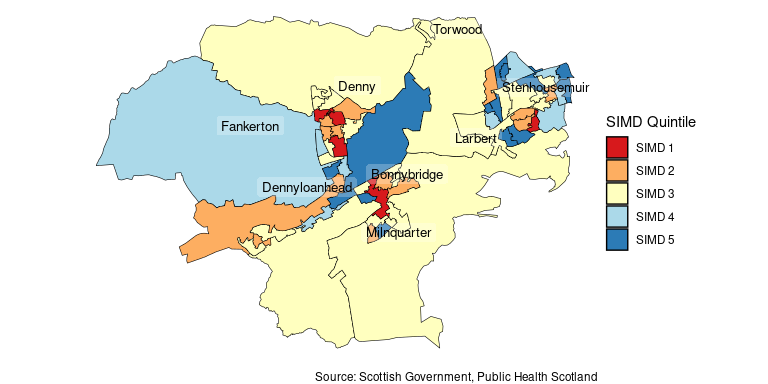 Torwood
Denny
Stenhousemuir
Fankerton
Larbert
Bonnybridge
Dennyloanhead
Milnquarter
SIMD Quintile
SIMD 1
SIMD 2
SIMD 3
SIMD 4
SIMD 5
Source: Scottish Government, Public Health Scotland